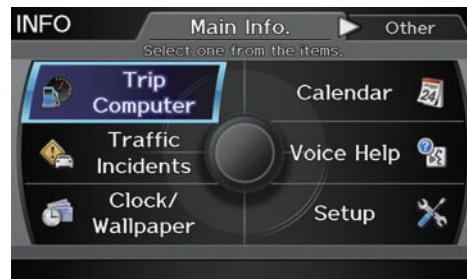 INFO
Main Info.
Other
Select one from the items.
Trip
Computer
Calendar
24
Traffic
Incidents
Voice Help
Clock/
Wallpaper
Setup